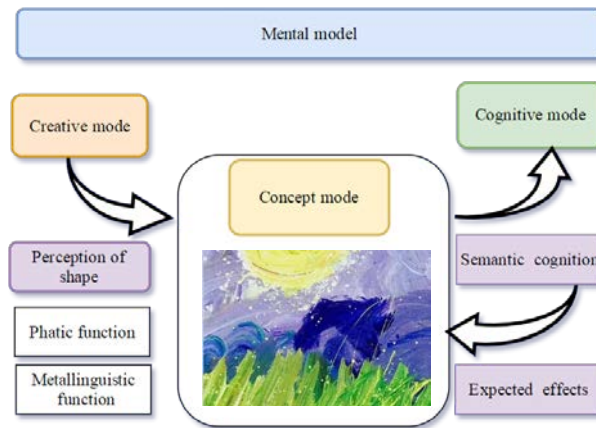 Mental model
Creative mode
Cognitive mode
Concept mode
Perception of
shape
Semantic cognition
Phatic function
Metallinguistic
function
Expected effects